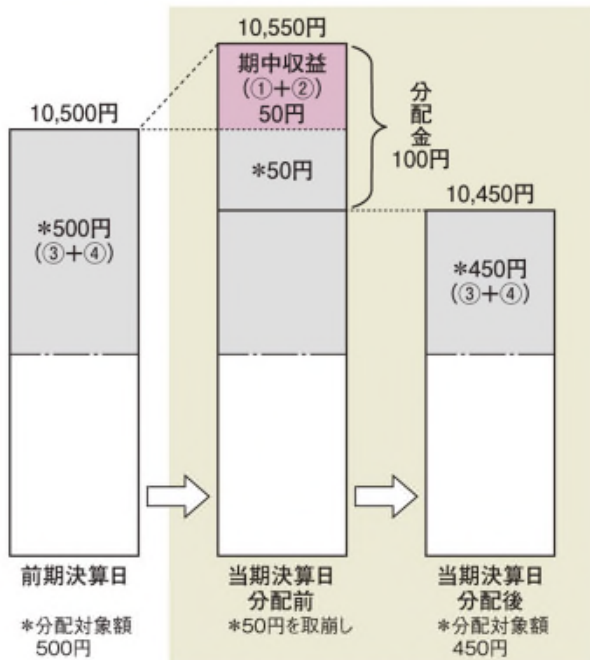 10,500円
*500円
(③+④)
前期決算日
*分配対象額
500円
10,550円
期中収益
(①+②)
50円
*50円
分配金
100円
当期決算日
分配前
*50円を取崩し
10,450円
*450円
(③+④)
当期決算日
分配後
*分配対象額
450円